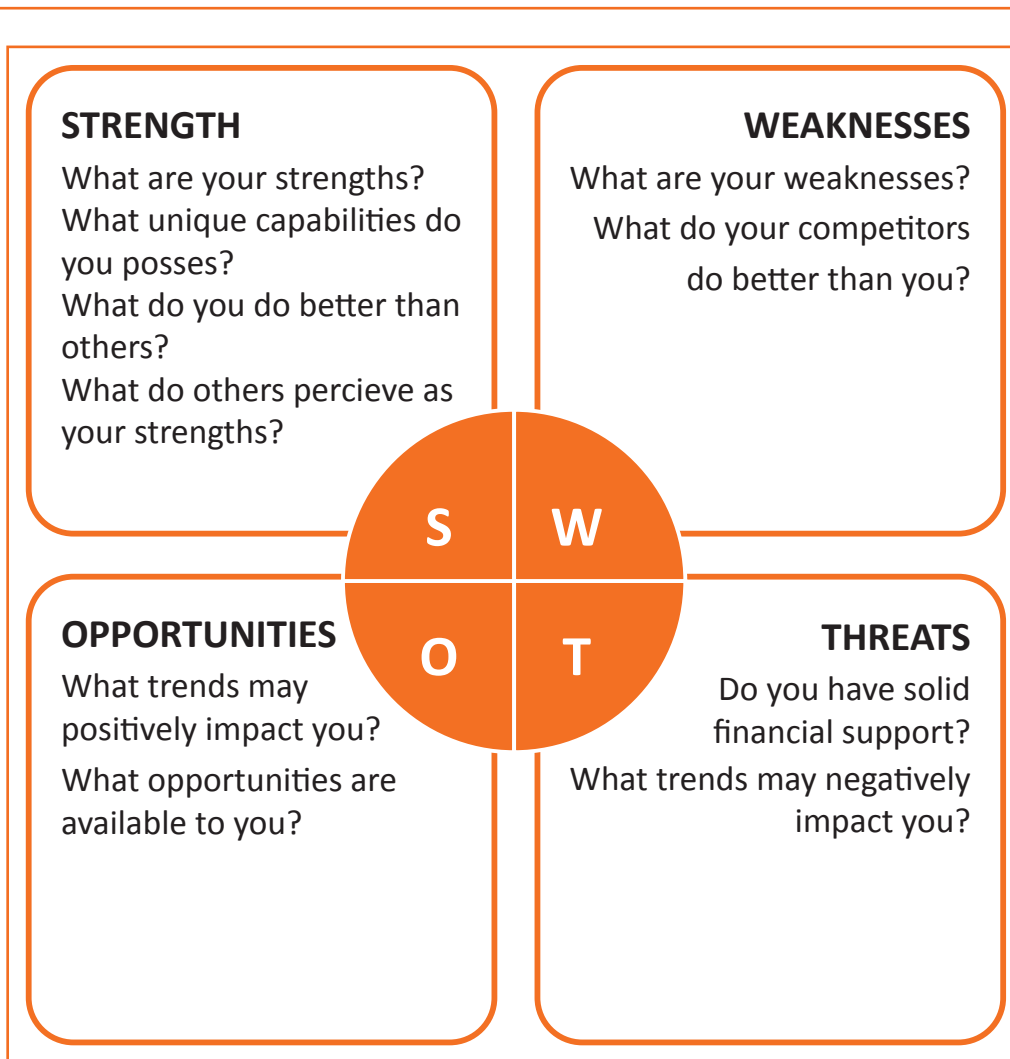 STRENGTH
What are your strengths?
What unique capabilities do
you posses?
What do you do better than
others?
What do others percieve as
your strengths?
WEAKNESSES
What are your weaknesses?
What do your competitors
do better than you?
S
W
O
T
OPPORTUNITIES
What trends may
positively impact you?
What opportunities are
available to you?
THREATS
Do you have solid
financial support?
What trends may negatively
impact you?